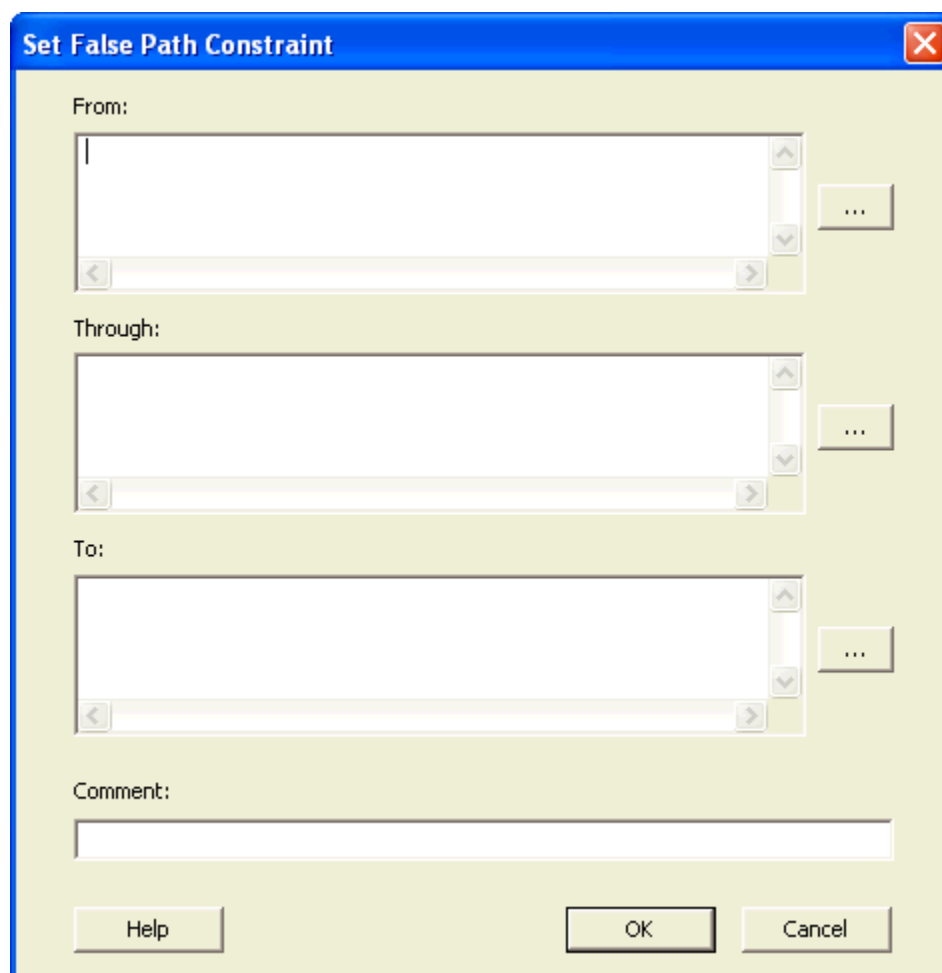 Set False Path Constraint
From:
...
Through:
...
To:
...
Comment:
Help
OK
Cancel